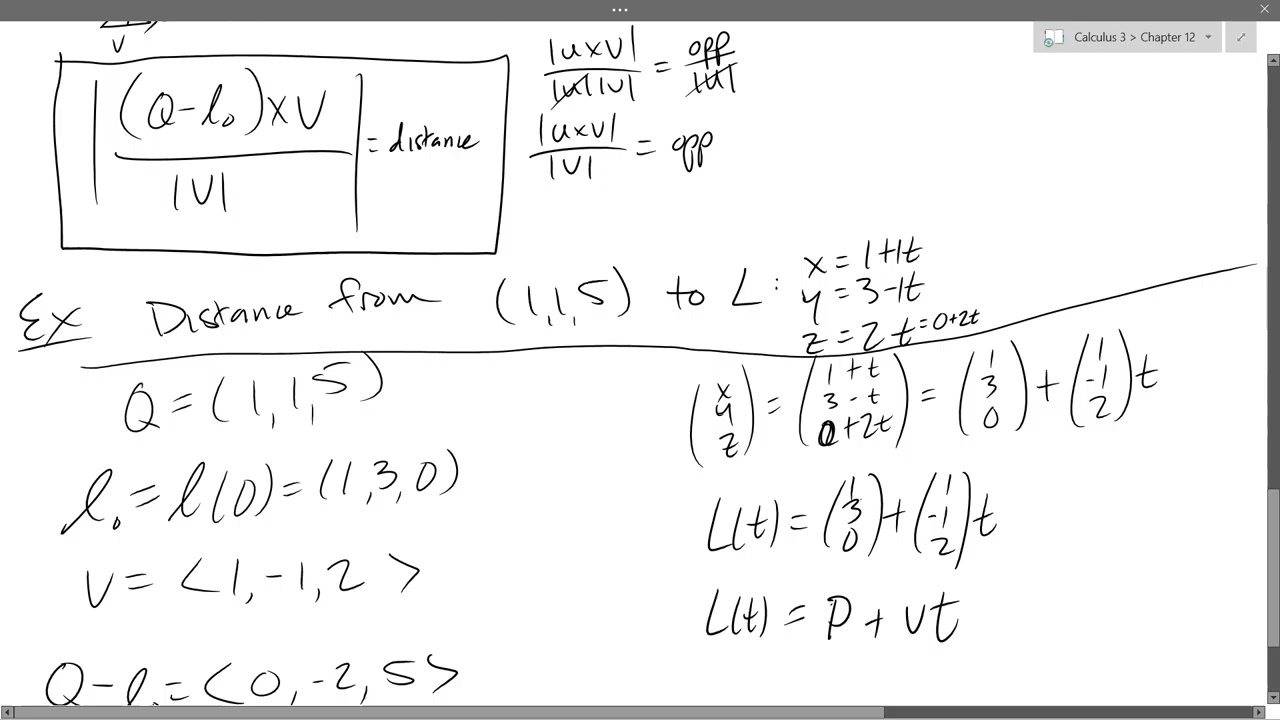 Calculus 3 > Chapter 12
V
|(Q-l₀)×V / |V|| = distance
|u×v| / |u||v| = opp / |u|
|u×v| / |v| = opp
Ex Distance from (1,1,5) to L:
x = 1+1t
y = 3-1t
z = 2t = 0+2t
Q = (1,1,5)
l₀ = l(0) = (1,3,0)
v = <1,-1,2>
Q-l₀ = <0,-2,5>
(x y z) = (1+t 3-t 0+2t) = (1 3 0) + (1 -1 2)t
L(t) = (1 3 0) + (1 -1 2)t
L(t) = p + vt